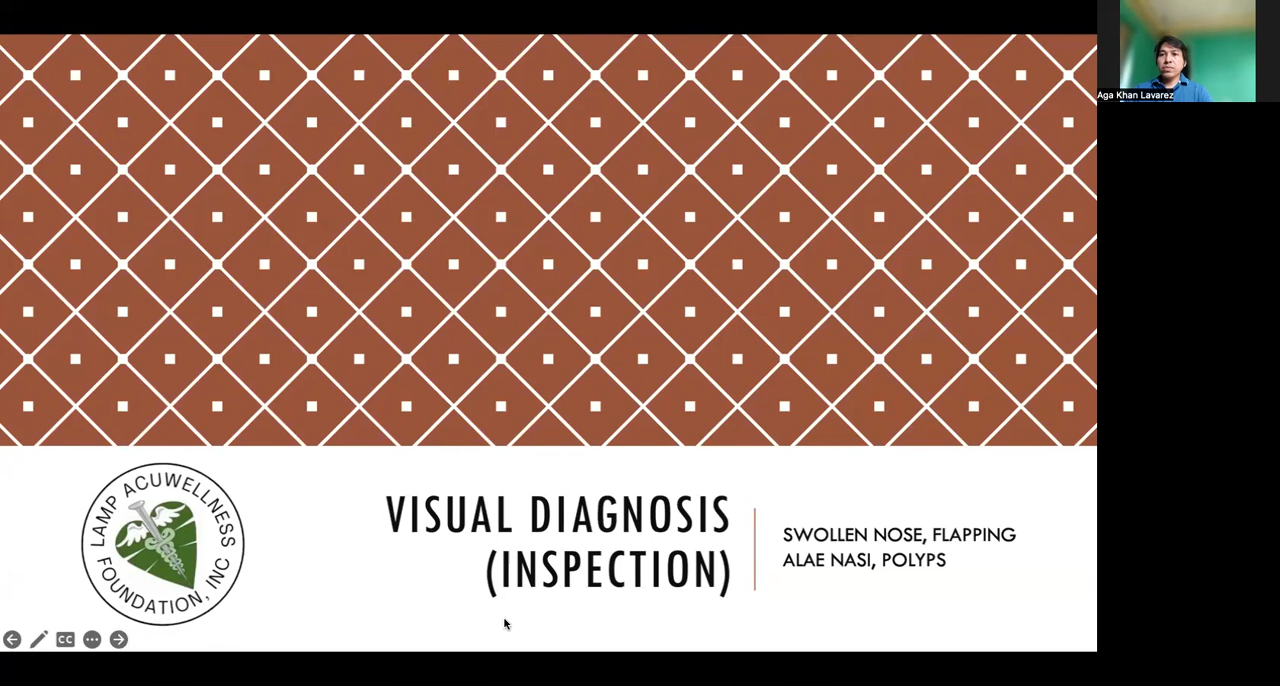 Aga Khan Lavarez
LAMP ACUWELLNESS
FOUNDATION, INC
VISUAL DIAGNOSIS
(INSPECTION)
SWOLLEN NOSE, FLAPPING
ALAE NASI, POLYPS
CC